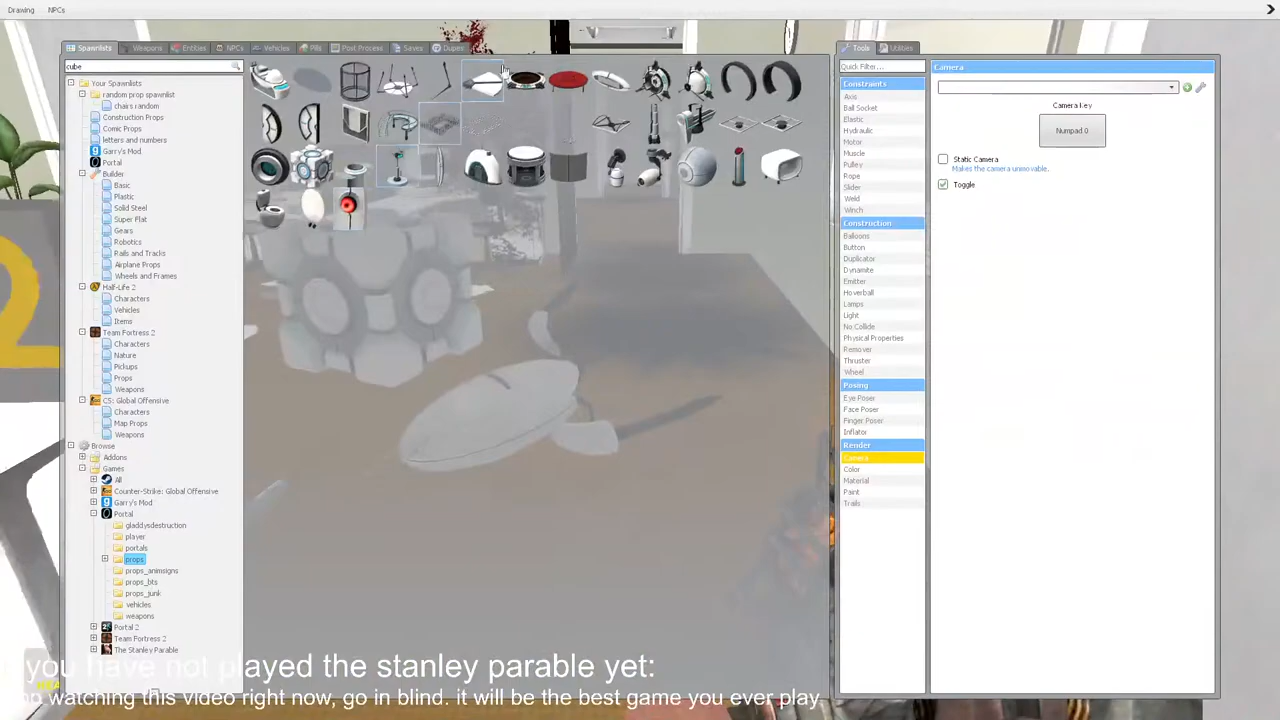 Drawing NPCs
Spawnlists Weapons Entities NPCs Vehicles Pills Post Process Saves Dupes
cube
Your Spawnlists
random prop spawnlist
chairs random
Construction Props
Comic Props
letters and numbers
Garry's Mod
Portal
Builder
Basic
Plastic
Solid Steel
Super Plat
Gears
Robotics
Rails and Tracks
Airplane Props
Wheels and Frames
Half-Life 2
Characters
Vehicles
Items
Team Fortress 2
Characters
Nature
Pickups
Props
Weapons
CS: Global Offensive
Characters
Map Props
Weapons
Browse
Addons
Games
All
Counter-Strike: Global Offensive
Garry's Mod
Portal
gladdysdestruction
player
portals
props
props_animsigns
props_bts
props_junk
vehicles
weapons
Portal 2
Team Fortress 2
The Stanley Parable
Tools Utilities
Quick Filter...
Constraints
Axis
Ball Socket
Elastic
Hydraulic
Motor
Muscle
Pulley
Rope
Slider
Weld
Winch
Construction
Balloons
Button
Duplicator
Dynamite
Emitter
Hoverball
Lamps
Light
No Collide
Physical Properties
Remover
Thruster
Wheel
Posing
Eye Poser
Face Poser
Finger Poser
Inflator
Render
Camera
Color
Material
Paint
Trails
Camera
Camera Key
Numpad 0
Static Camera
Makes the camera unmovable.
Toggle
you have not played the stanley parable yet:
watching this video right now, go in blind. it will be the best game you ever play